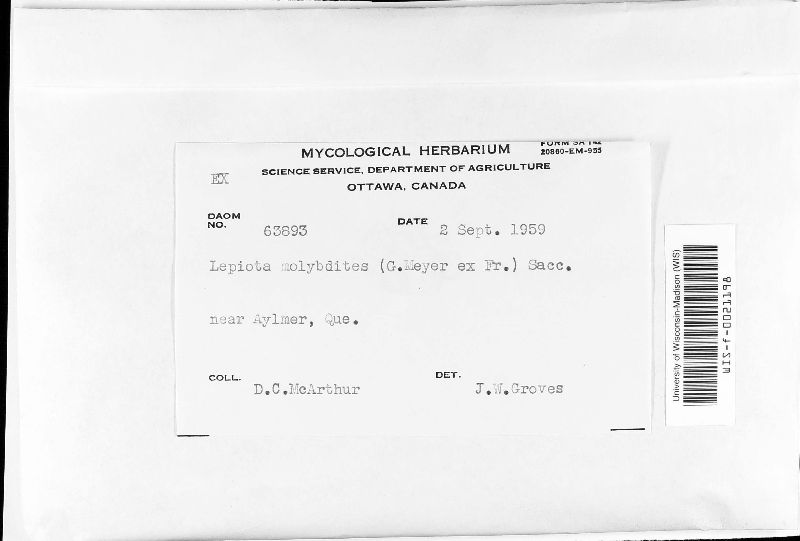 MYCOLOGICAL HERBARIUM
FORM SA 142
20860-EM-955
EX
SCIENCE SERVICE, DEPARTMENT OF AGRICULTURE
OTTAWA, CANADA
DAOM NO. 63893
DATE 2 Sept. 1959
Lepiota molybdites (G.Meyer ex Fr.) Sacc.
near Aylmer, Que.
COLL. D.C.McArthur
DET. J.W.Groves
University of Wisconsin-Madison (WIS)
WIS-f-0021198